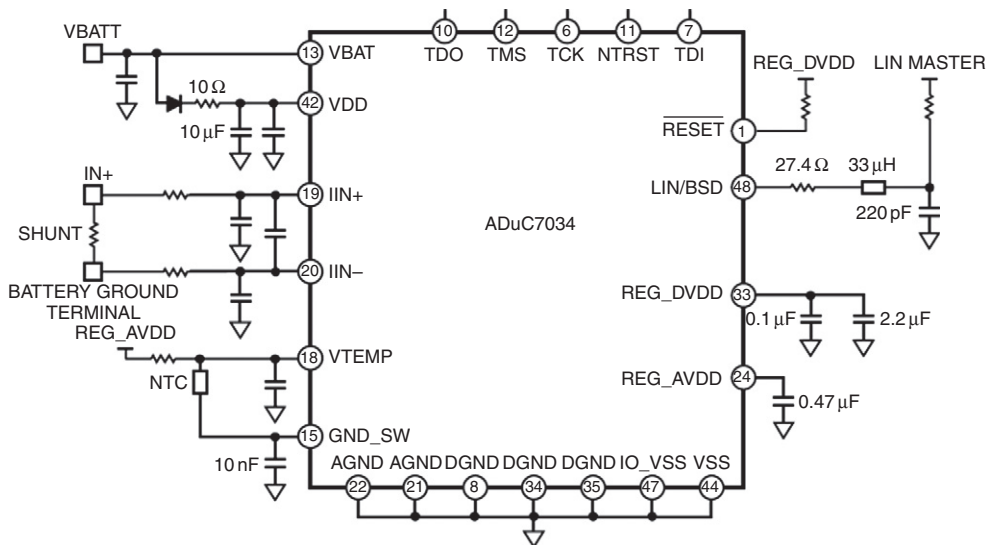 VBATT
13 VBAT
10 Ω
42 VDD
10 μF
IN+
19 IIN+
SHUNT
20 IIN–
BATTERY GROUND
TERMINAL
REG_AVDD
18 VTEMP
NTC
15 GND_SW
10 nF
10 12 6 11 7
TDO TMS TCK NTRST TDI
ADuC7034
REG_DVDD LIN MASTER
RESET 1
27.4 Ω 33 μH
LIN/BSD 48
220 pF
REG_DVDD 33
0.1 μF 2.2 μF
REG_AVDD 24
0.47 μF
AGND AGND DGND DGND DGND IO_VSS VSS
22 21 8 34 35 47 44